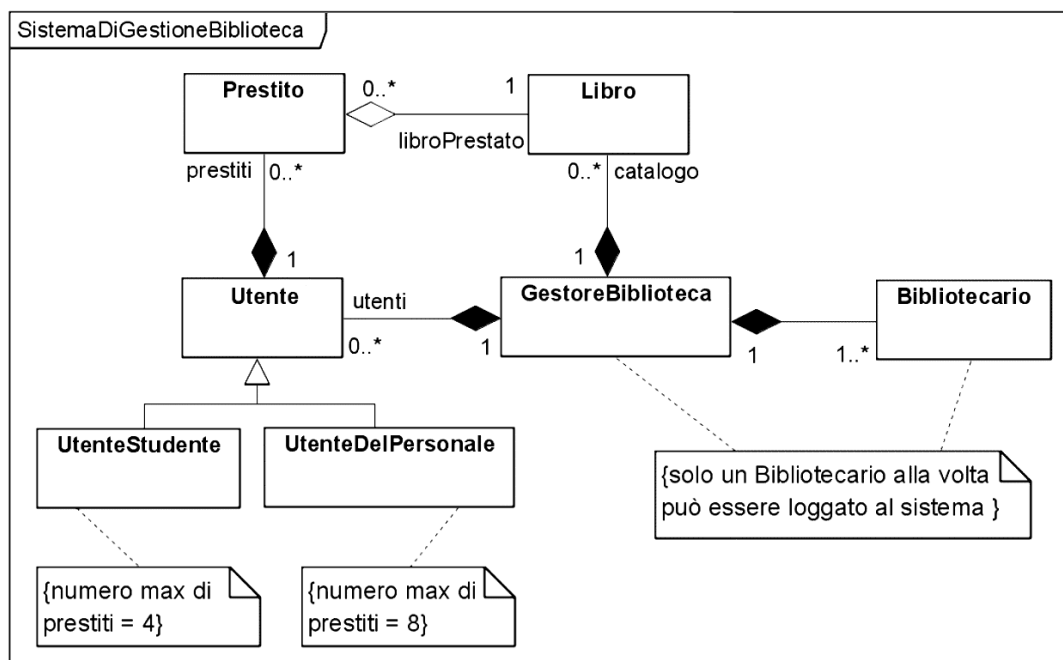 SistemaDiGestioneBiblioteca
Prestito
0..*
1
Libro
libroPrestato
prestiti
0..*
0..*
catalogo
1
1
Utente
utenti
0..*
1
GestoreBiblioteca
1
1..*
Bibliotecario
UtenteStudente
UtenteDelPersonale
{solo un Bibliotecario alla volta
può essere loggato al sistema }
{numero max di
prestiti = 4}
{numero max di
prestiti = 8}